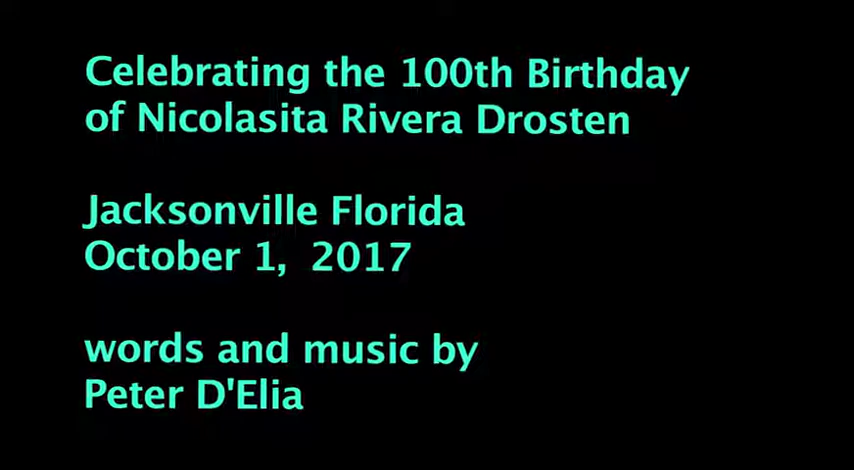 Celebrating the 100th Birthday
of Nicolasita Rivera Drosten
Jacksonville Florida
October 1, 2017
words and music by
Peter D'Elia